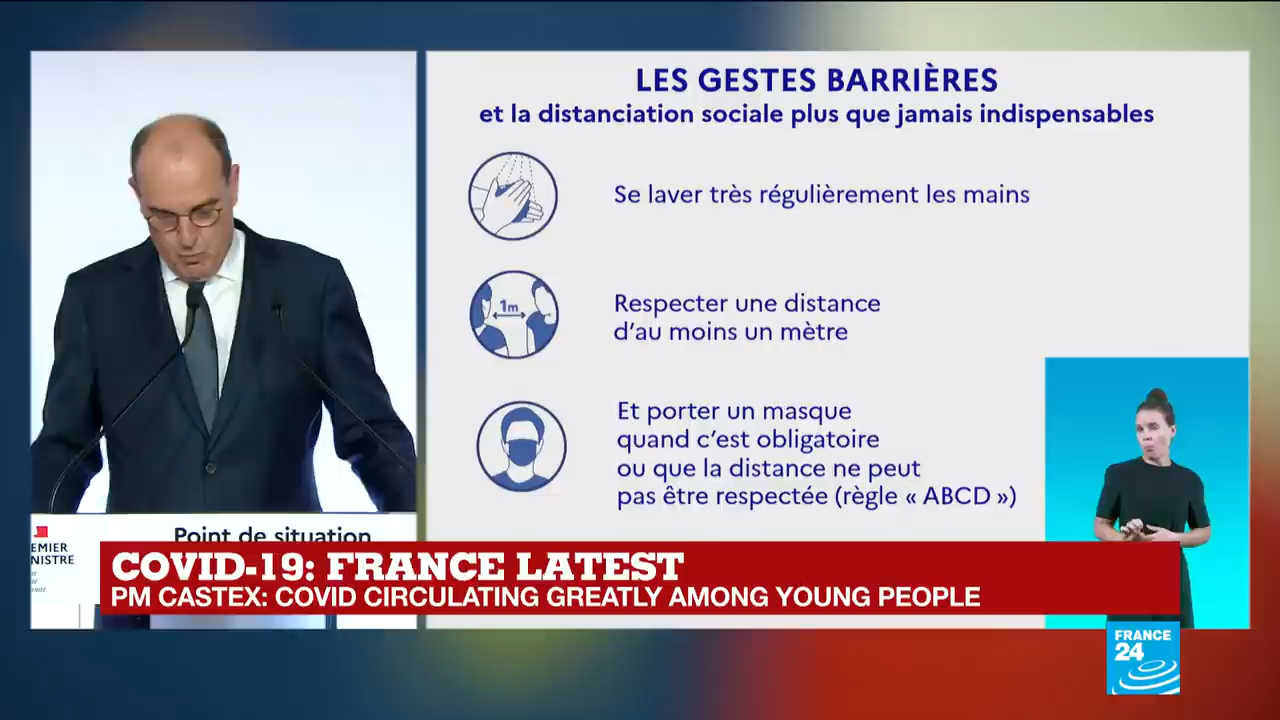 LES GESTES BARRIÈRES
et la distanciation sociale plus que jamais indispensables
Se laver très régulièrement les mains
1m
Respecter une distance
d'au moins un mètre
Et porter un masque
quand c'est obligatoire
ou que la distance ne peut
pas être respectée (règle « ABCD »)
Point de situation
EMIER
NISTRE
COVID-19: FRANCE LATEST
PM CASTEX: COVID CIRCULATING GREATLY AMONG YOUNG PEOPLE
FRANCE
24